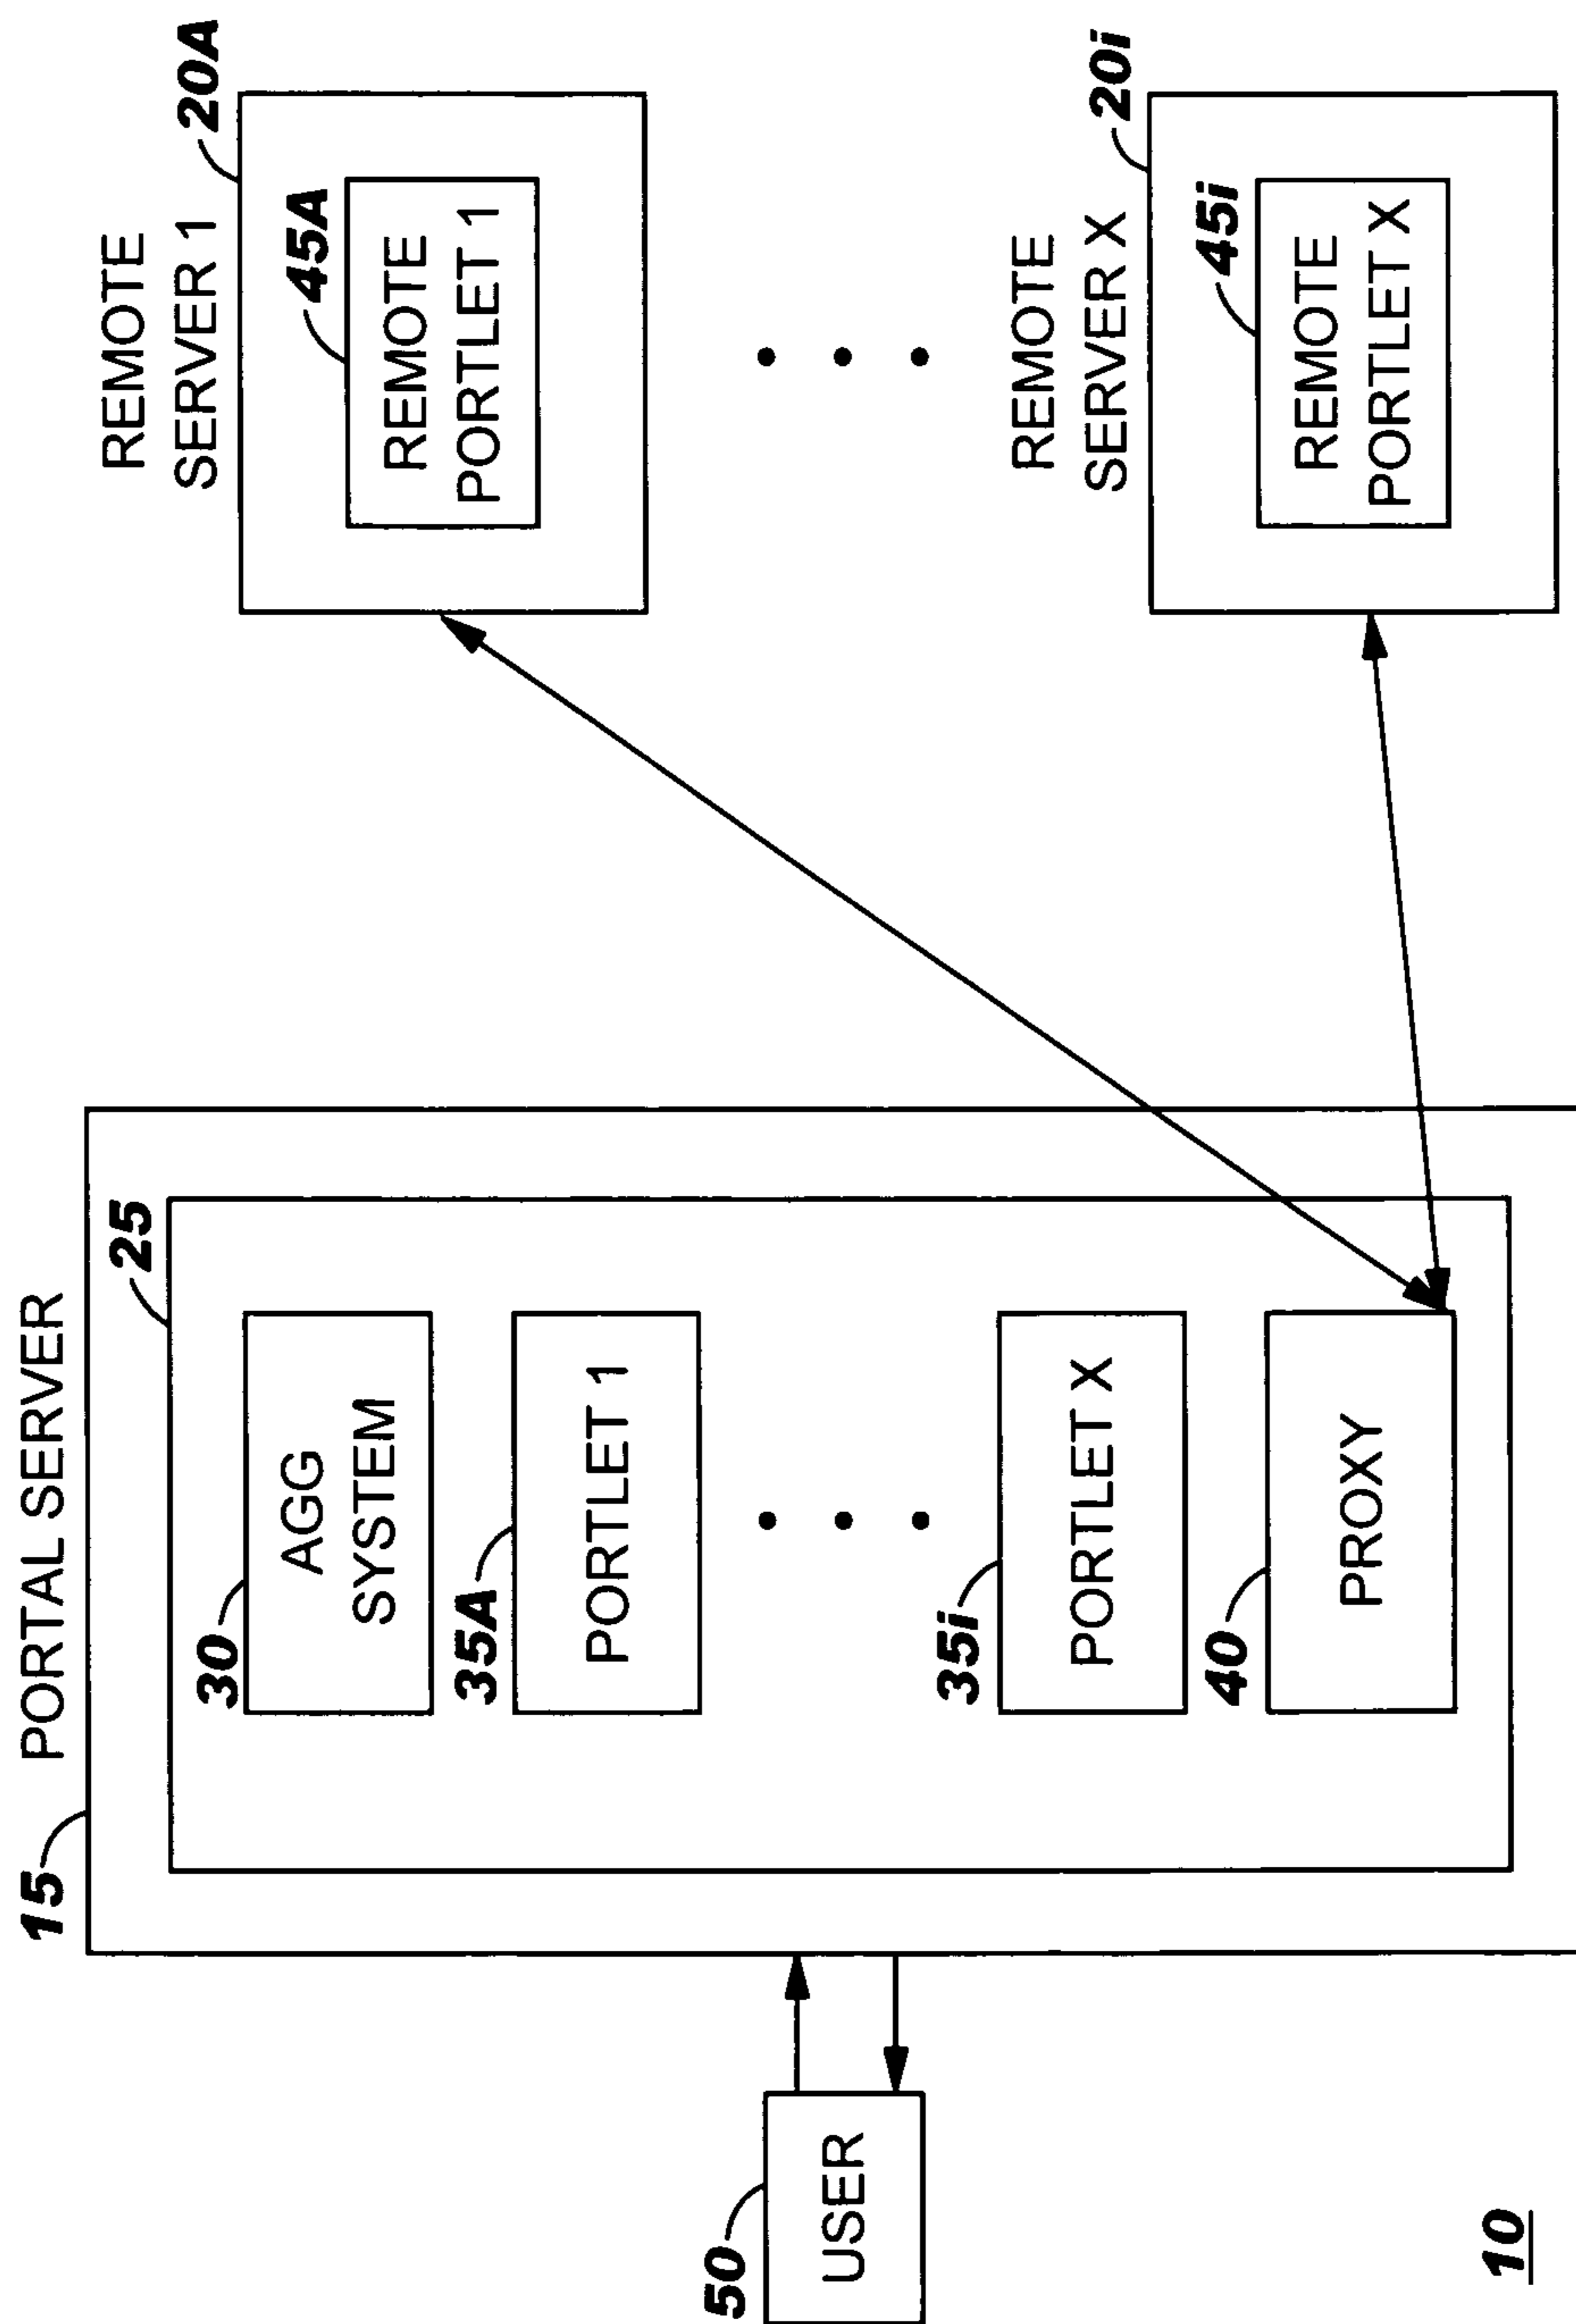 15
PORTAL SERVER
25
30
AGG
SYSTEM
35A
PORTLET 1
35i
PORTLET X
40
PROXY
50
USER
10
REMOTE
SERVER 1
20A
45A
REMOTE
PORTLET 1
REMOTE
SERVER X
20i
45i
REMOTE
PORTLET X